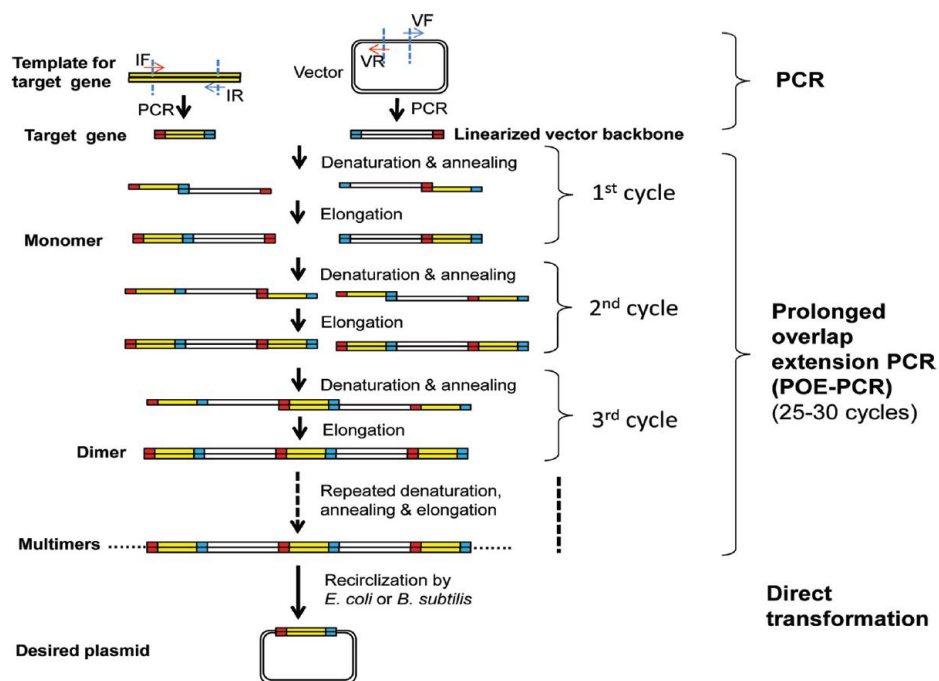 VF
IF
VR
Template for
target gene
Vector
IR
PCR
PCR
PCR
Target gene
Linearized vector backbone
Denaturation & annealing
1st cycle
Elongation
Monomer
Denaturation & annealing
2nd cycle
Elongation
Prolonged
overlap
extension PCR
(POE-PCR)
(25-30 cycles)
Denaturation & annealing
3rd cycle
Elongation
Dimer
Repeated denaturation,
annealing & elongation
Multimers
Recirclization by
E. coli or B. subtilis
Direct
transformation
Desired plasmid